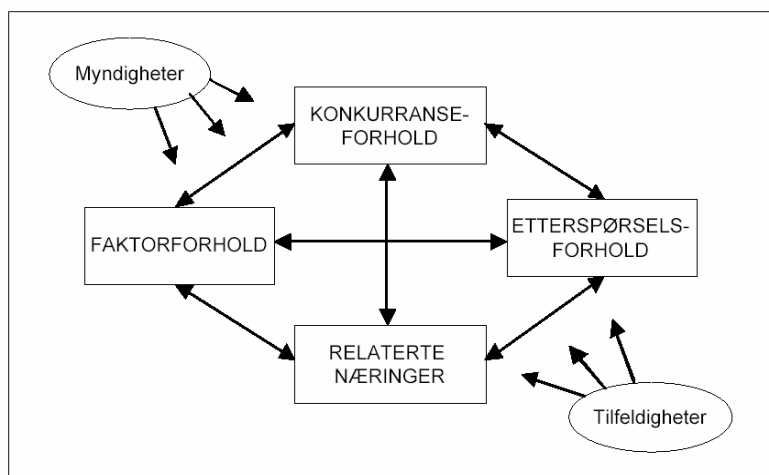 Myndigheter
KONKURRANSE-
FORHOLD
FAKTORFORHOLD
ETTERSPØRSELS-
FORHOLD
RELATERTE
NÆRINGER
Tilfeldigheter